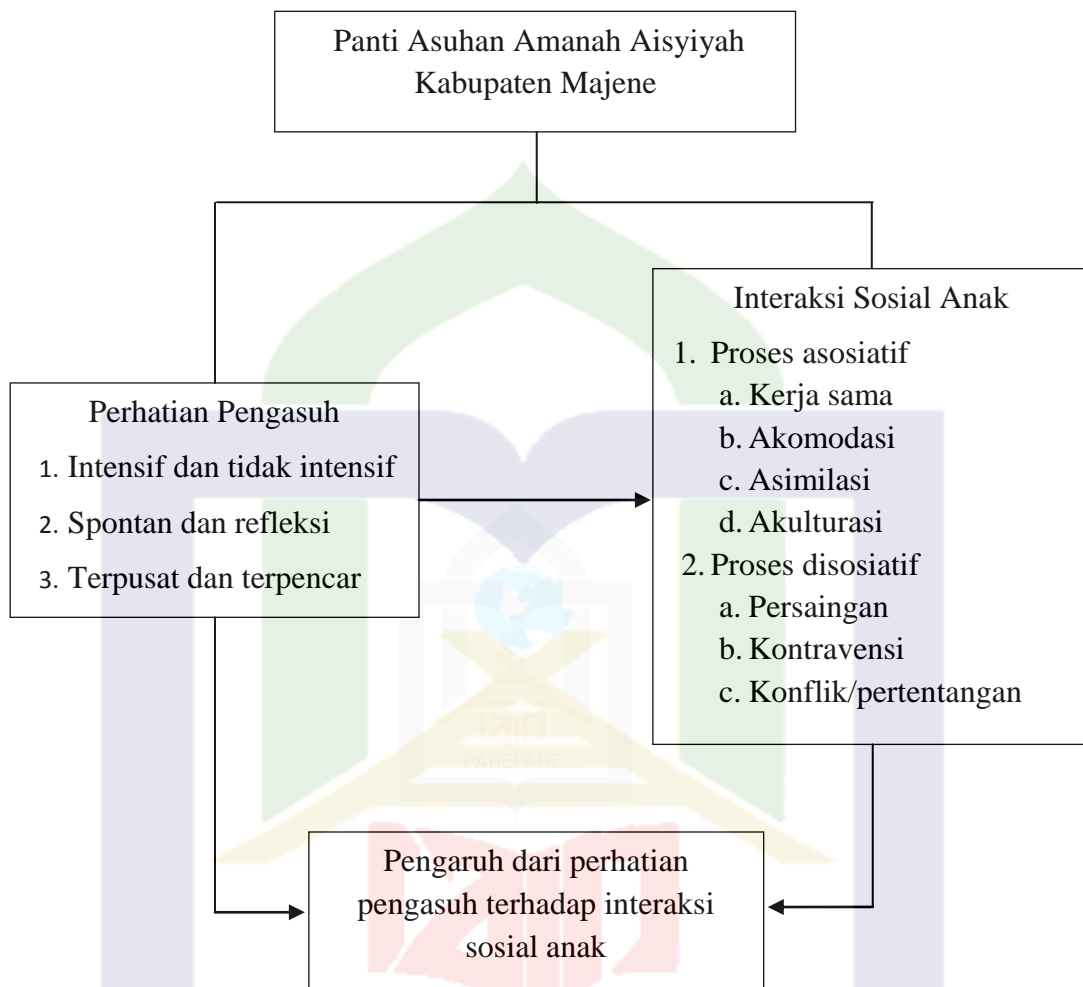 Panti Asuhan Amanah Aisyiyah
Kabupaten Majene
Perhatian Pengasuh
1. Intensif dan tidak intensif
2. Spontan dan refleksi
3. Terpusat dan terpencar
Interaksi Sosial Anak
1. Proses asosiatif
a. Kerja sama
b. Akomodasi
c. Asimilasi
d. Akulturasi
2. Proses disosiatif
a. Persaingan
b. Kontravensi
c. Konflik/pertentangan
PAREPARE
Pengaruh dari perhatian
pengasuh terhadap interaksi
sosial anak